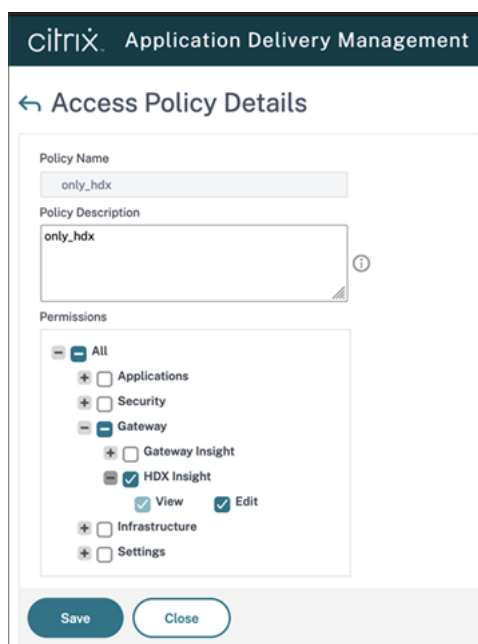 citrix. Application Delivery Management
Access Policy Details
Policy Name
only_hdx
Policy Description
only_hdx
Permissions
All
Applications
Security
Gateway
Gateway Insight
HDX Insight
View Edit
Infrastructure
Settings
Save Close